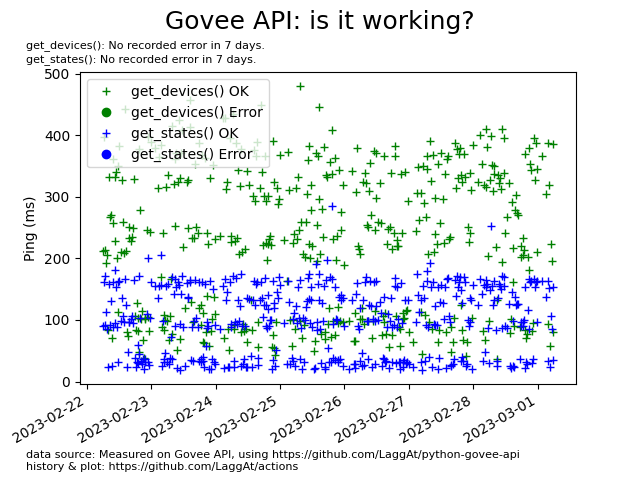 Govee API: is it working?
get_devices(): No recorded error in 7 days.
get_states(): No recorded error in 7 days.
get_devices() OK
get_devices() Error
get_states() OK
get_states() Error
Ping (ms)
500
400
300
200
100
0
2023-02-22
2023-02-23
2023-02-24
2023-02-25
2023-02-26
2023-02-27
2023-02-28
2023-03-01
data source: Measured on Govee API, using https://github.com/LaggAt/python-govee-api
history & plot: https://github.com/LaggAt/actions